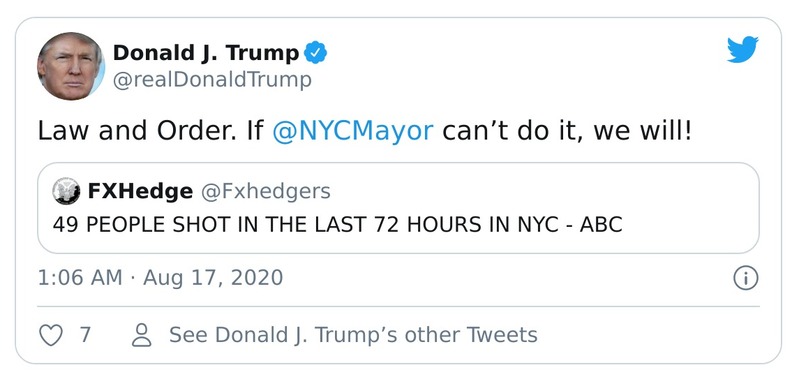 Donald J. Trump
@realDonaldTrump
Law and Order. If @NYCMayor can’t do it, we will!
FXHedge @Fxhedgers
49 PEOPLE SHOT IN THE LAST 72 HOURS IN NYC - ABC
1:06 AM · Aug 17, 2020
7 See Donald J. Trump’s other Tweets